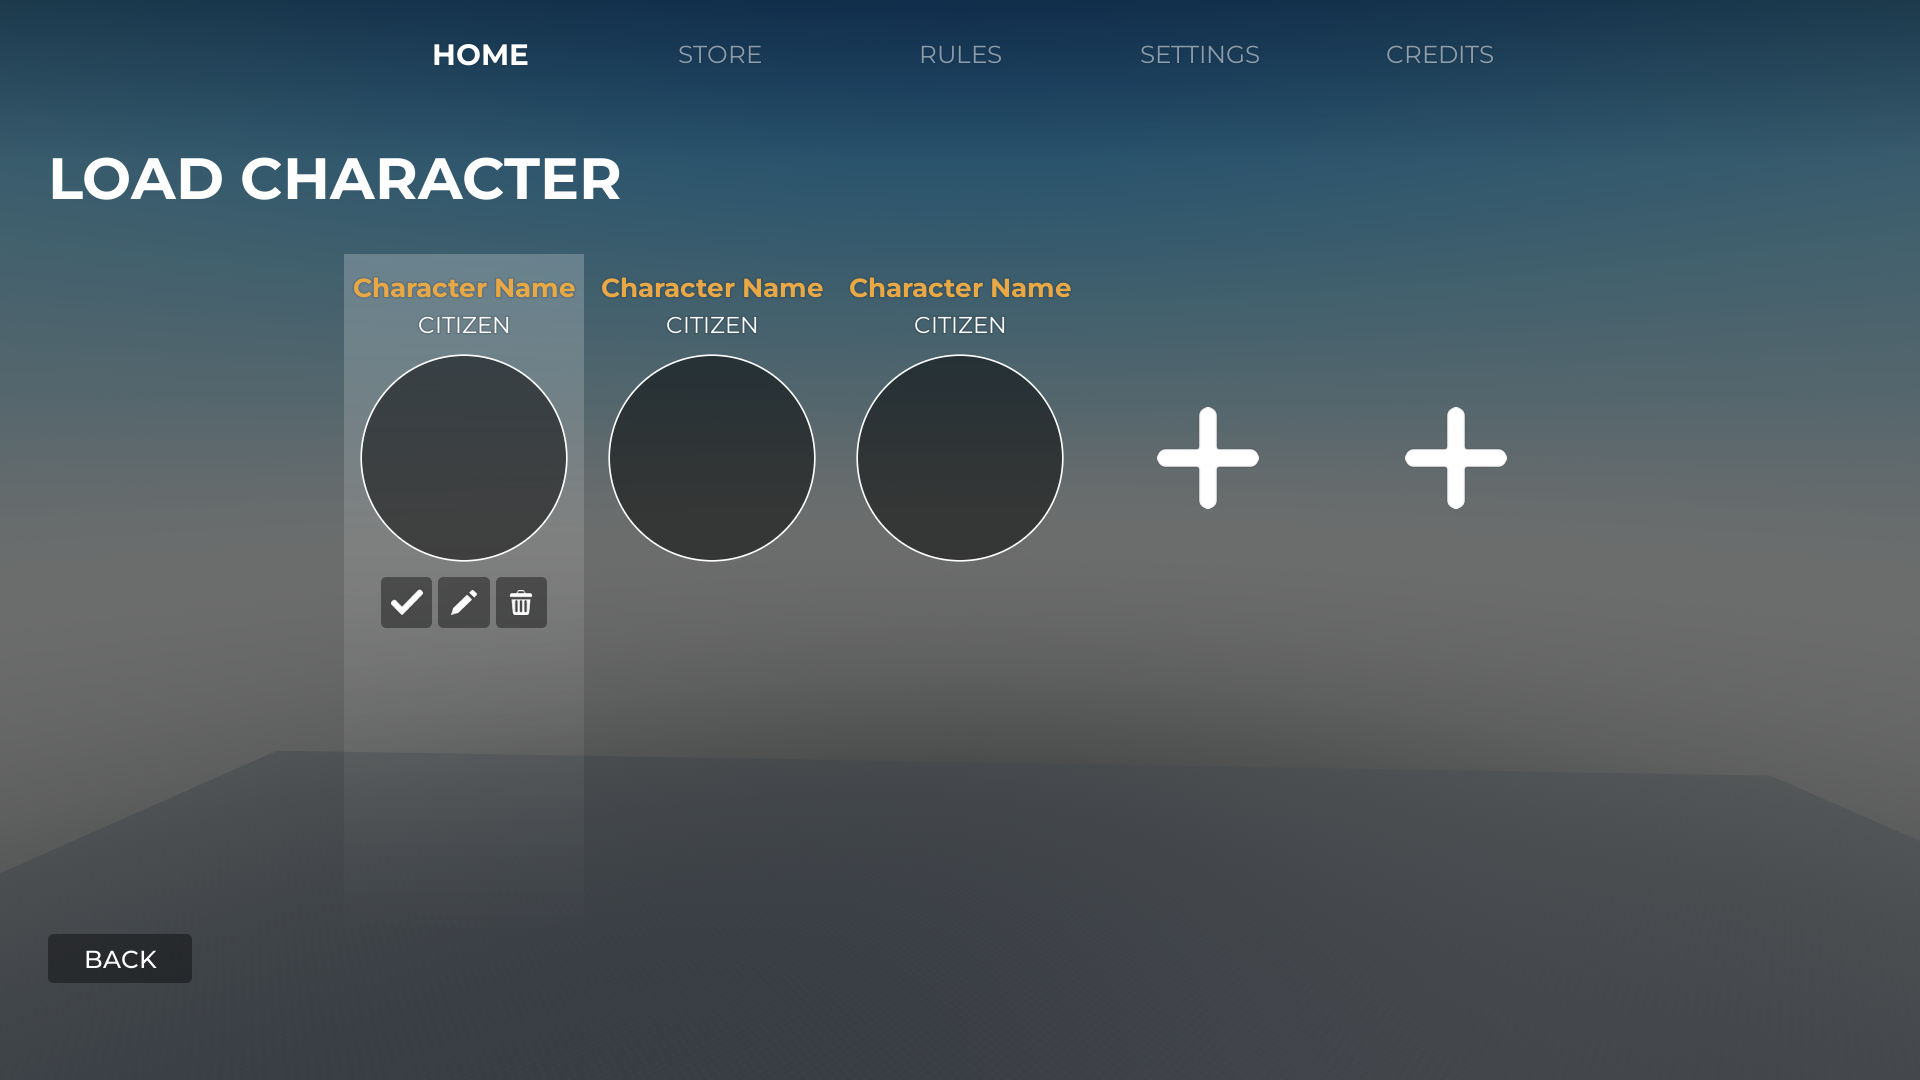 HOME
STORE
RULES
SETTINGS
CREDITS
LOAD CHARACTER
Character Name
CITIZEN
Character Name
CITIZEN
Character Name
CITIZEN
BACK